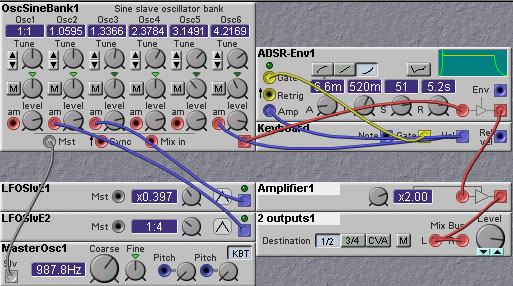 OscSineBank1 Sine slave oscillator bank
Osc1 Osc2 Osc3 Osc4 Osc5 Osc6
1:1 1.0595 1.3366 2.3784 3.1491 4.2169
Tune Tune Tune Tune Tune Tune
am level am level am level am level am level am level
Mst Sync Mix in
ADSR-Env1
Gate
Retrig
Amp
A 520m S 51 R 5.2s
Env
Keyboard Note Gate Vel Rel vel
LFOSlvZ1 Mst x0.397
LFOSlvE2 Mst 1:4
MasterOsc1 Coarse Fine KBT
Slv 987.8Hz Pitch Pitch
Amplifier1 x2.00
2 outputs1 Mix Bus Level
Destination 1/2 3/4 CVA M L R